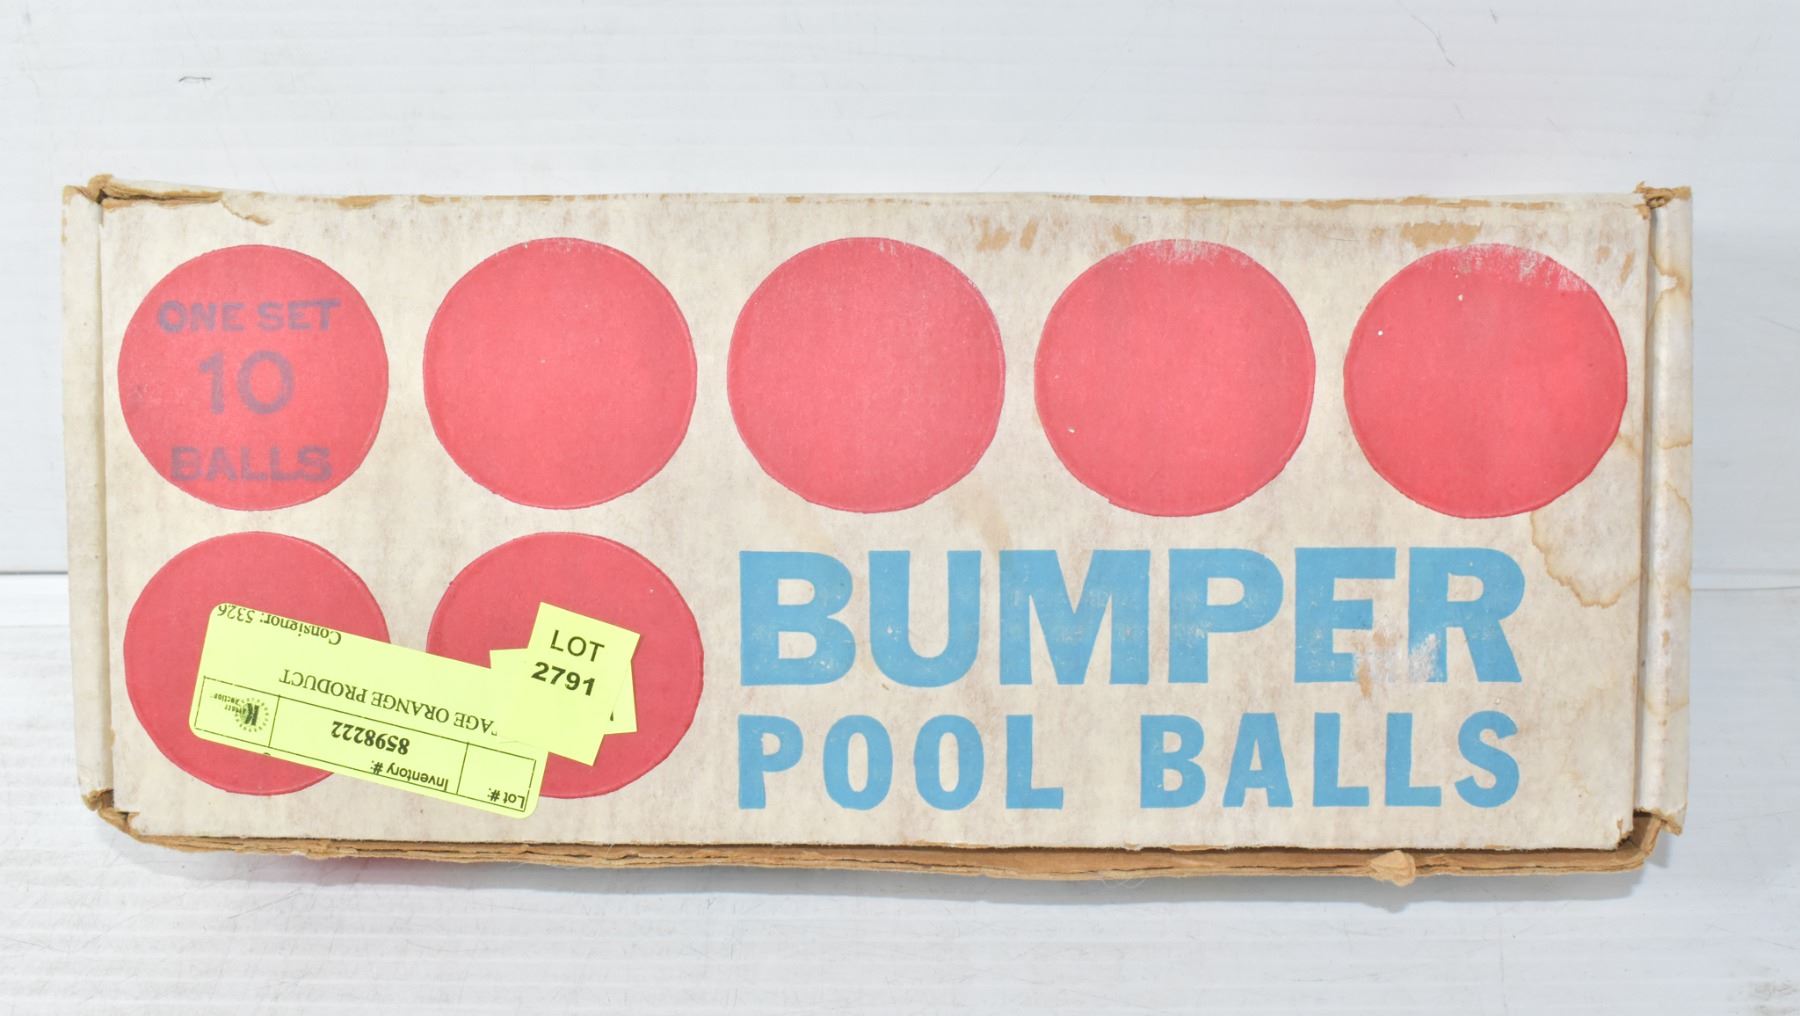 ONE SET
10
BALLS
BUMPER
POOL BALLS
LOT
2791
Lot #:
Inventory #:
8598222
AGE ORANGE PRODUCT
Consignor: 5326